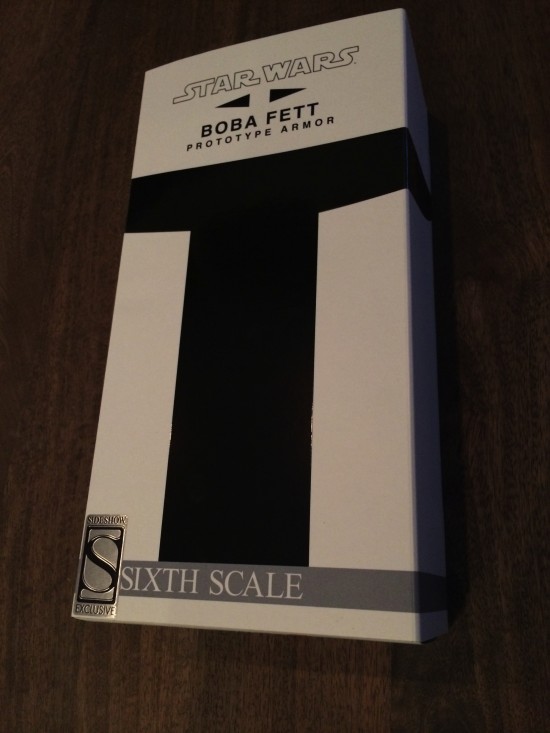 STAR WARS
BOBA FETT
PROTOTYPE ARMOR
SIDESHOW
S
EXCLUSIVE
SIXTH SCALE